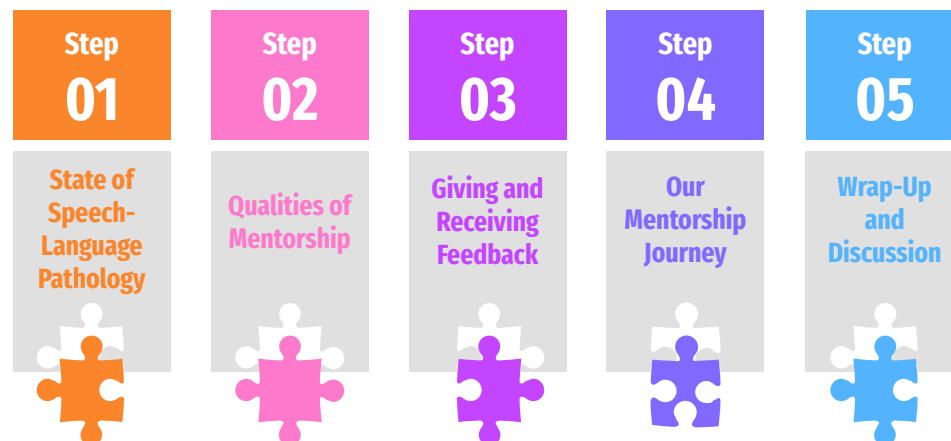 Step
01
State of
Speech-
Language
Pathology
Step
02
Qualities of
Mentorship
Step
03
Giving and
Receiving
Feedback
Step
04
Our
Mentorship
Journey
Step
05
Wrap-Up
and
Discussion